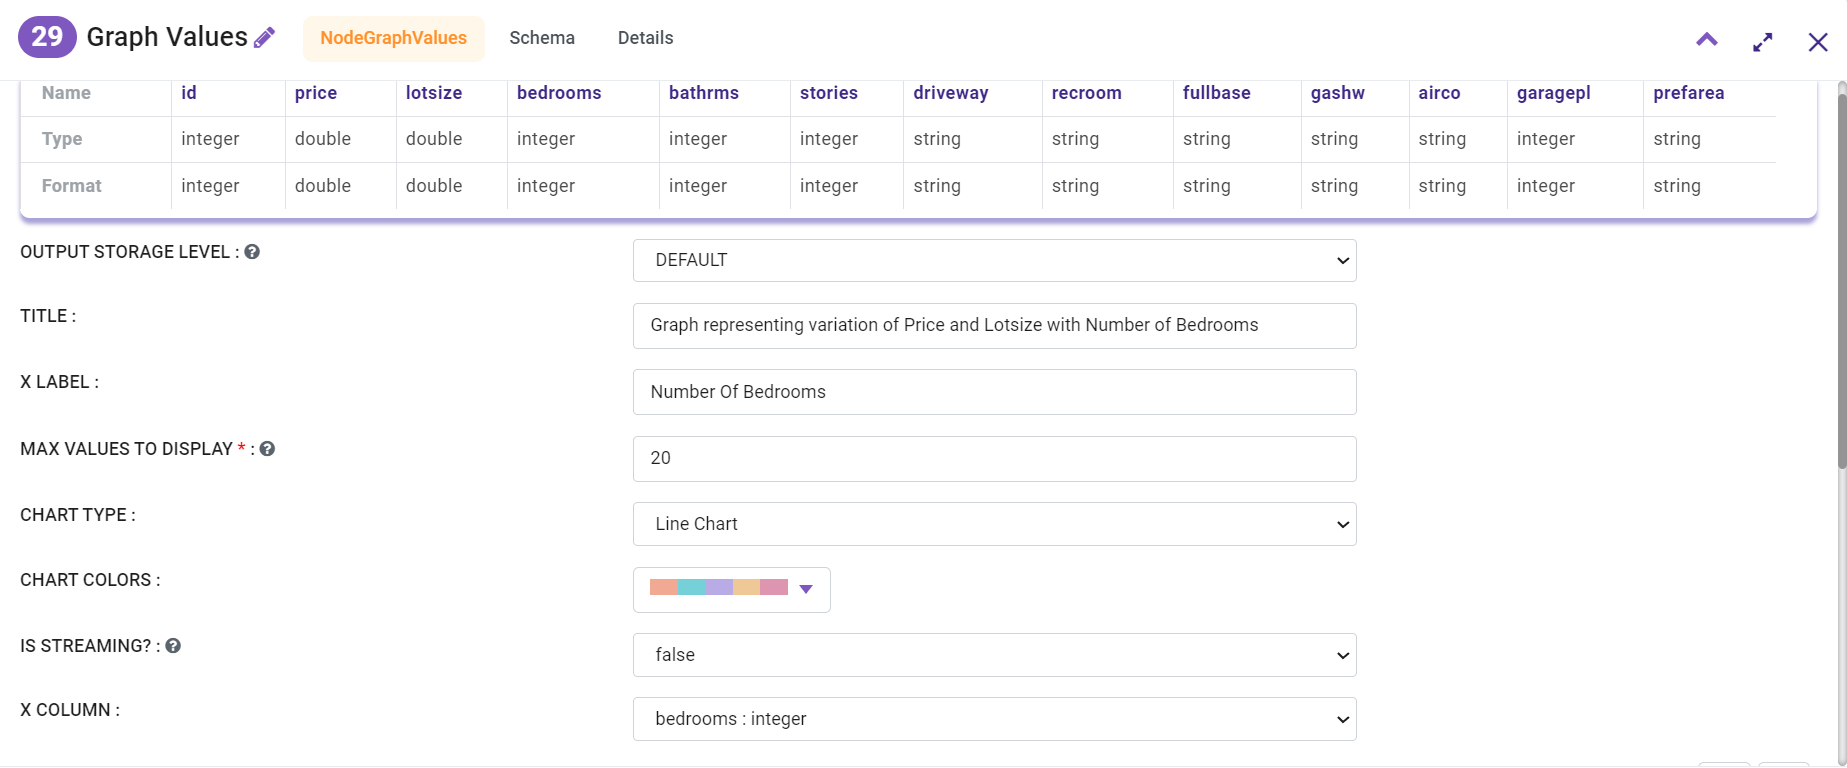 29 Graph Values NodeGraphValues Schema Details
Name id price lotsize bedrooms bathrms stories driveway recroom fullbase gashw airco garagepl prefarea
Type integer double double integer integer integer string string string string string integer string
Format integer double double integer integer integer string string string string string integer string
OUTPUT STORAGE LEVEL : DEFAULT
TITLE : Graph representing variation of Price and Lotsize with Number of Bedrooms
X LABEL : Number Of Bedrooms
MAX VALUES TO DISPLAY * : 20
CHART TYPE : Line Chart
CHART COLORS :
IS STREAMING? : false
X COLUMN : bedrooms : integer